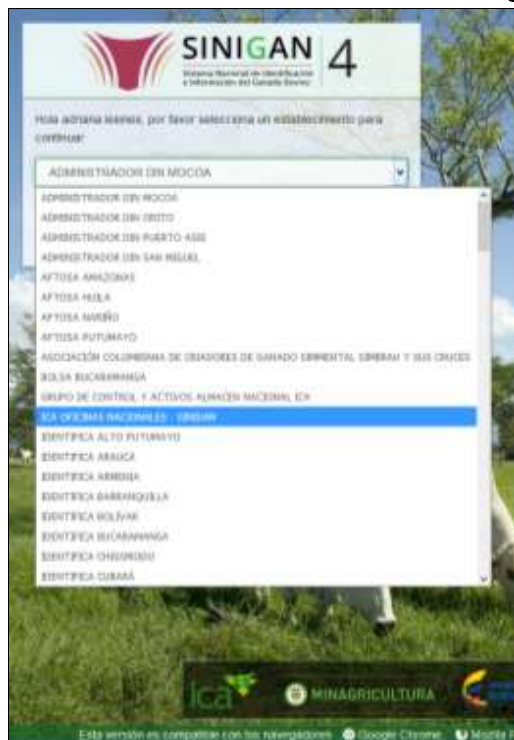 SINIGAN 4
Sistema Nacional de Identificación
e Información del Ganado Bovino
Hola adriana lemes, por favor selecciona un establecimiento para
continuar
ADMINISTRADOR DIN MOCOA
ADMINISTRADOR DIN MOCOA
ADMINISTRADOR DIN ORITO
ADMINISTRADOR DIN PUERTO ASIS
ADMINISTRADOR DIN SAN MIGUEL
AFTOSA AMAZONAS
AFTOSA HUILA
AFTOSA NARIÑO
AFTOSA PUTUMAYO
ASOCIACIÓN COLOMBIANA DE CRIADORES DE GANADO SIMMENTAL SIMBRAH Y SUS CRUCES
BOLSA BUCARAMANGA
GRUPO DE CONTROL Y ACTIVOS ALMACEN NACIONAL ICA
ICA OFICINAS NACIONALES - SINIGAN
IDENTIFICA ALTO PUTUMAYO
IDENTIFICA ARAUCA
IDENTIFICA ARMENIA
IDENTIFICA BARRANQUILLA
IDENTIFICA BOLÍVAR
IDENTIFICA BUCARAMANGA
IDENTIFICA CHIGORODO
IDENTIFICA CUBARÁ
ica MINAGRICULTURA
Esta versión es compatible con los navegadores Google Chrome Mozilla